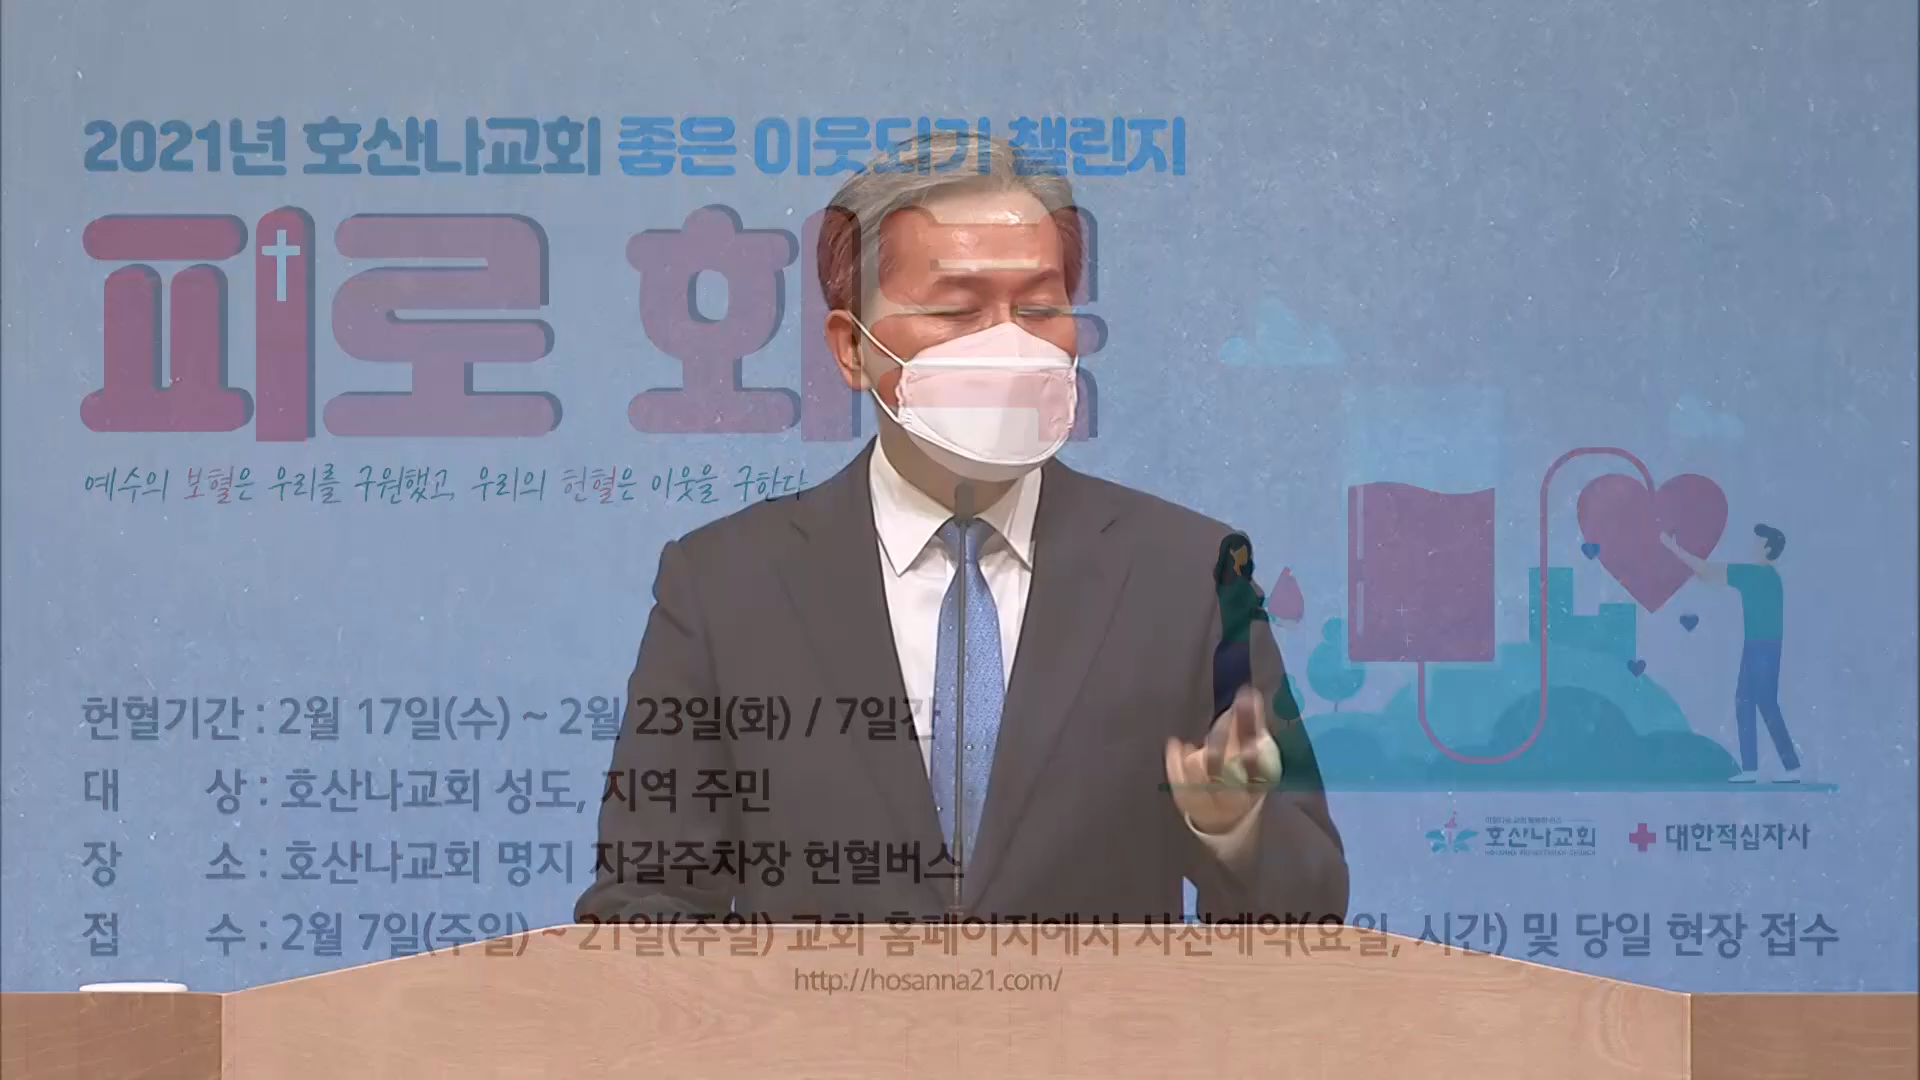 2021년 호산나교회 좋은 이웃되기 챌린지
피로 회복
예수의 보혈은 우리를 구원했고, 우리의 헌혈은 이웃을 구한다
헌혈기간 : 2월 17일(수) ~ 2월 23일(화) / 7일간
대 상 : 호산나교회 성도, 지역 주민
장 소 : 호산나교회 명지 자갈주차장 헌혈버스
접 수 : 2월 7일(주일) ~ 21일(주일) 교회 홈페이지에서 사전예약(요일, 시간) 및 당일 현장 접수
http://hosanna21.com/
호산나교회
HOSANNA PRESBYTERIAN CHURCH
대한적십자사